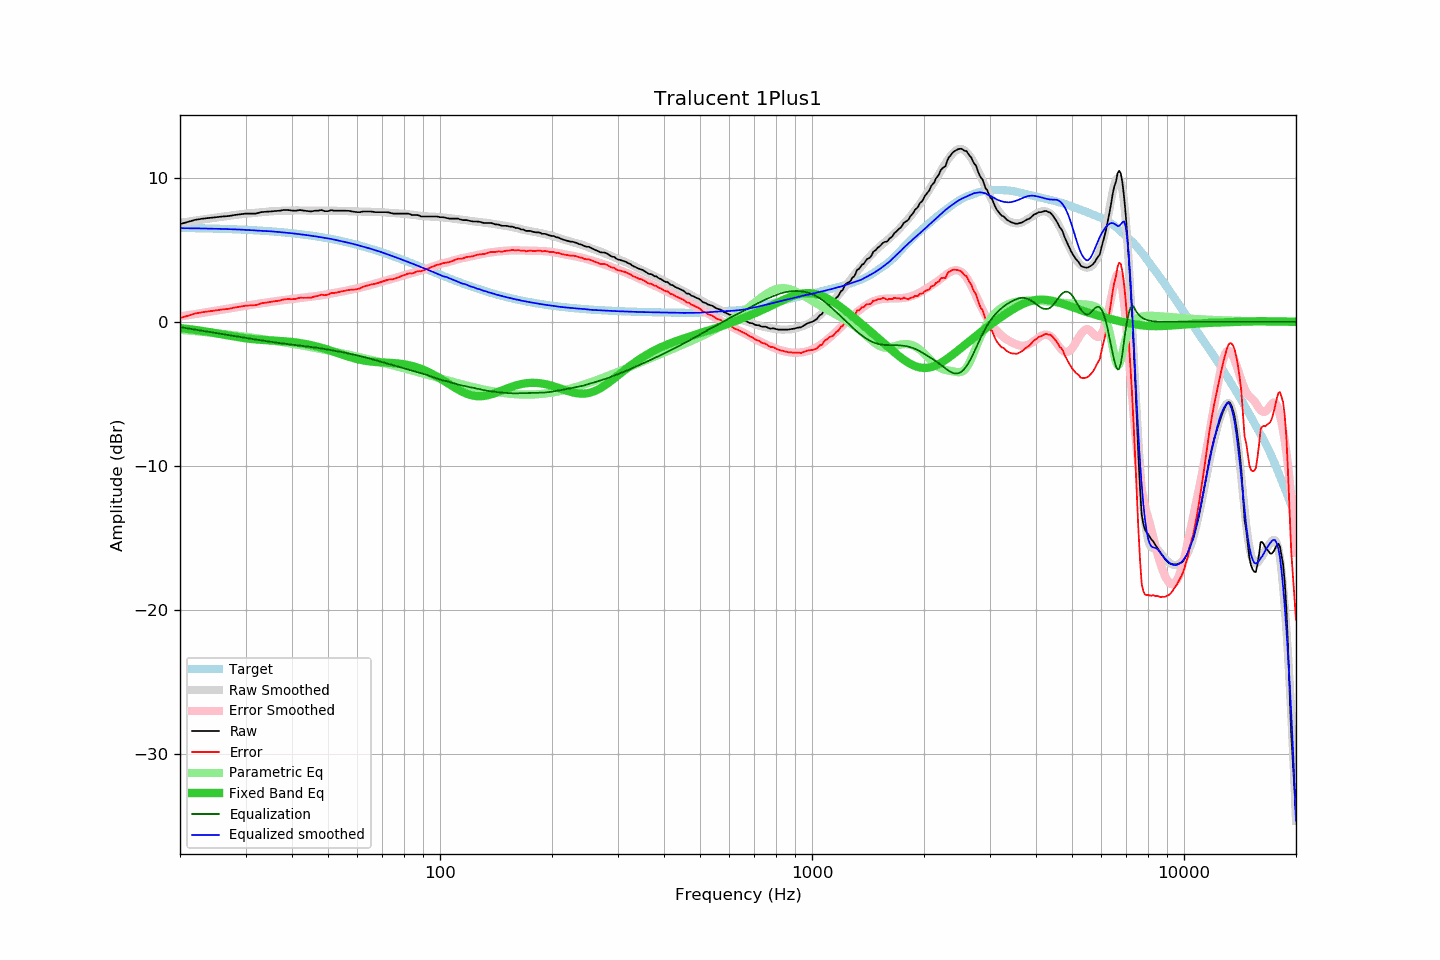 Tralucent 1Plus1
Amplitude (dBr)
10
0
−10
−20
−30
Target
Raw Smoothed
Error Smoothed
Raw
Error
Parametric Eq
Fixed Band Eq
Equalization
Equalized smoothed
100
1000
10000
Frequency (Hz)